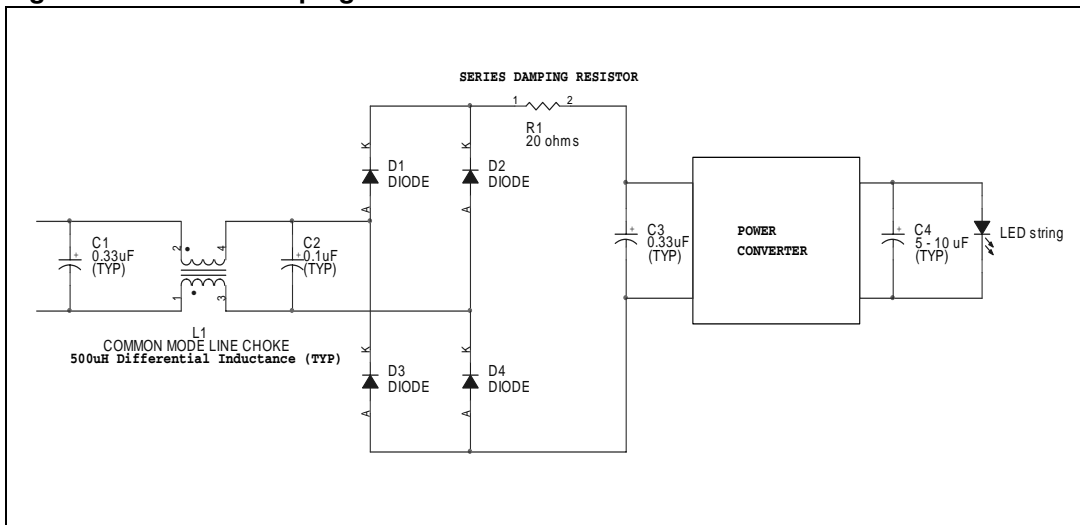 SERIES DAMPING RESISTOR
1 2
R1
20 ohms
K
D1
DIODE
A
K
D2
DIODE
A
C1
+
0.33uF
(TYP)
2
4
1
3
L1
COMMON MODE LINE CHOKE
500uH Differential Inductance (TYP)
C2
+
0.1uF
(TYP)
K
D3
DIODE
A
K
D4
DIODE
A
C3
+
0.33uF
(TYP)
POWER
CONVERTER
C4
+
5 - 10 uF
(TYP)
LED string